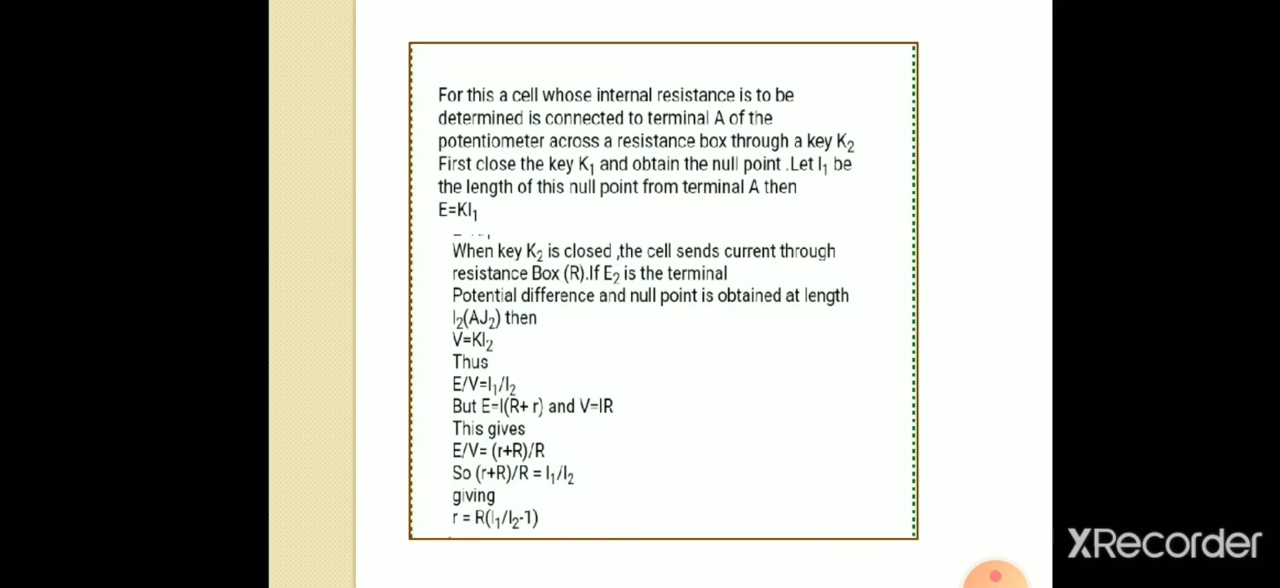 For this a cell whose internal resistance is to be
determined is connected to terminal A of the
potentiometer across a resistance box through a key K₂
First close the key K₁ and obtain the null point .Let l₁ be
the length of this null point from terminal A then
E=Kl₁
When key K₂ is closed ,the cell sends current through
resistance Box (R).If E₂ is the terminal
Potential difference and null point is obtained at length
l₂(AJ₂) then
V=Kl₂
Thus
E/V=l₁/l₂
But E=I(R+ r) and V=IR
This gives
E/V= (r+R)/R
So (r+R)/R = l₁/l₂
giving
r = R(l₁/l₂-1)
XRecorder